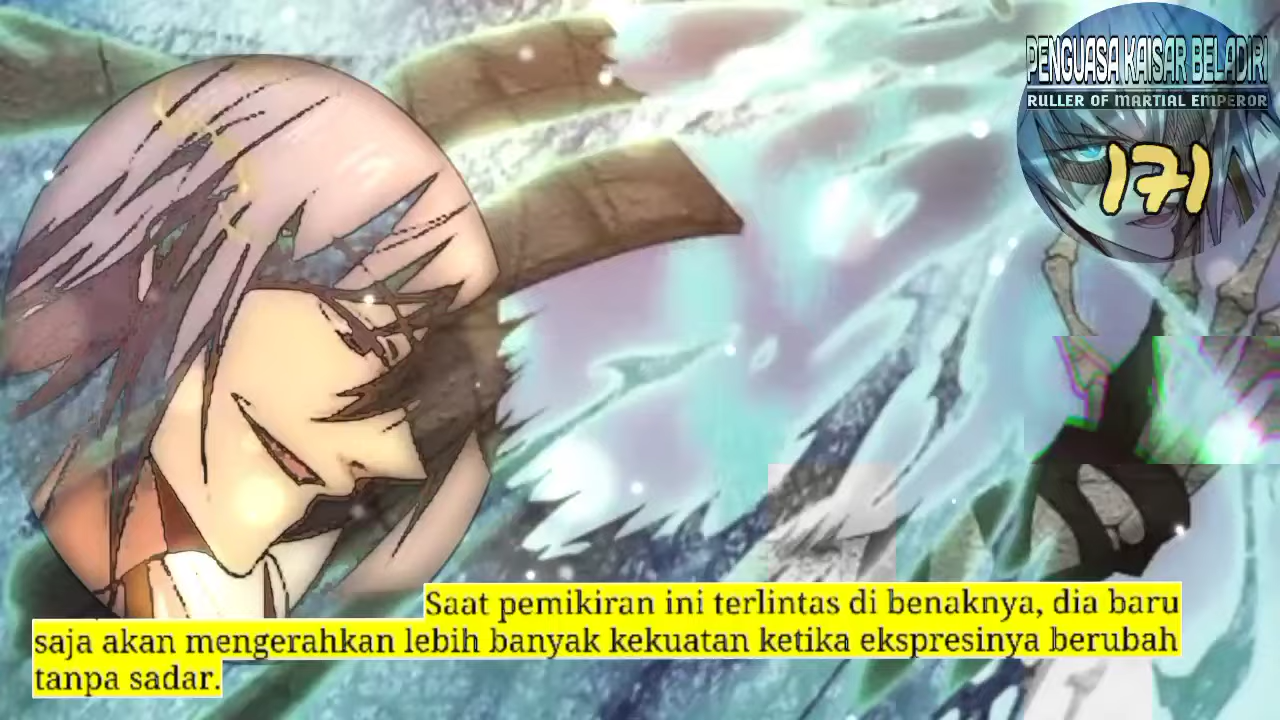 PENGUASA KAISAR BELADIRI
RULLER OF MARTIAL EMPEROR
171
Saat pemikiran ini terlintas di benaknya, dia baru
saja akan mengerahkan lebih banyak kekuatan ketika ekspresinya berubah
tanpa sadar.